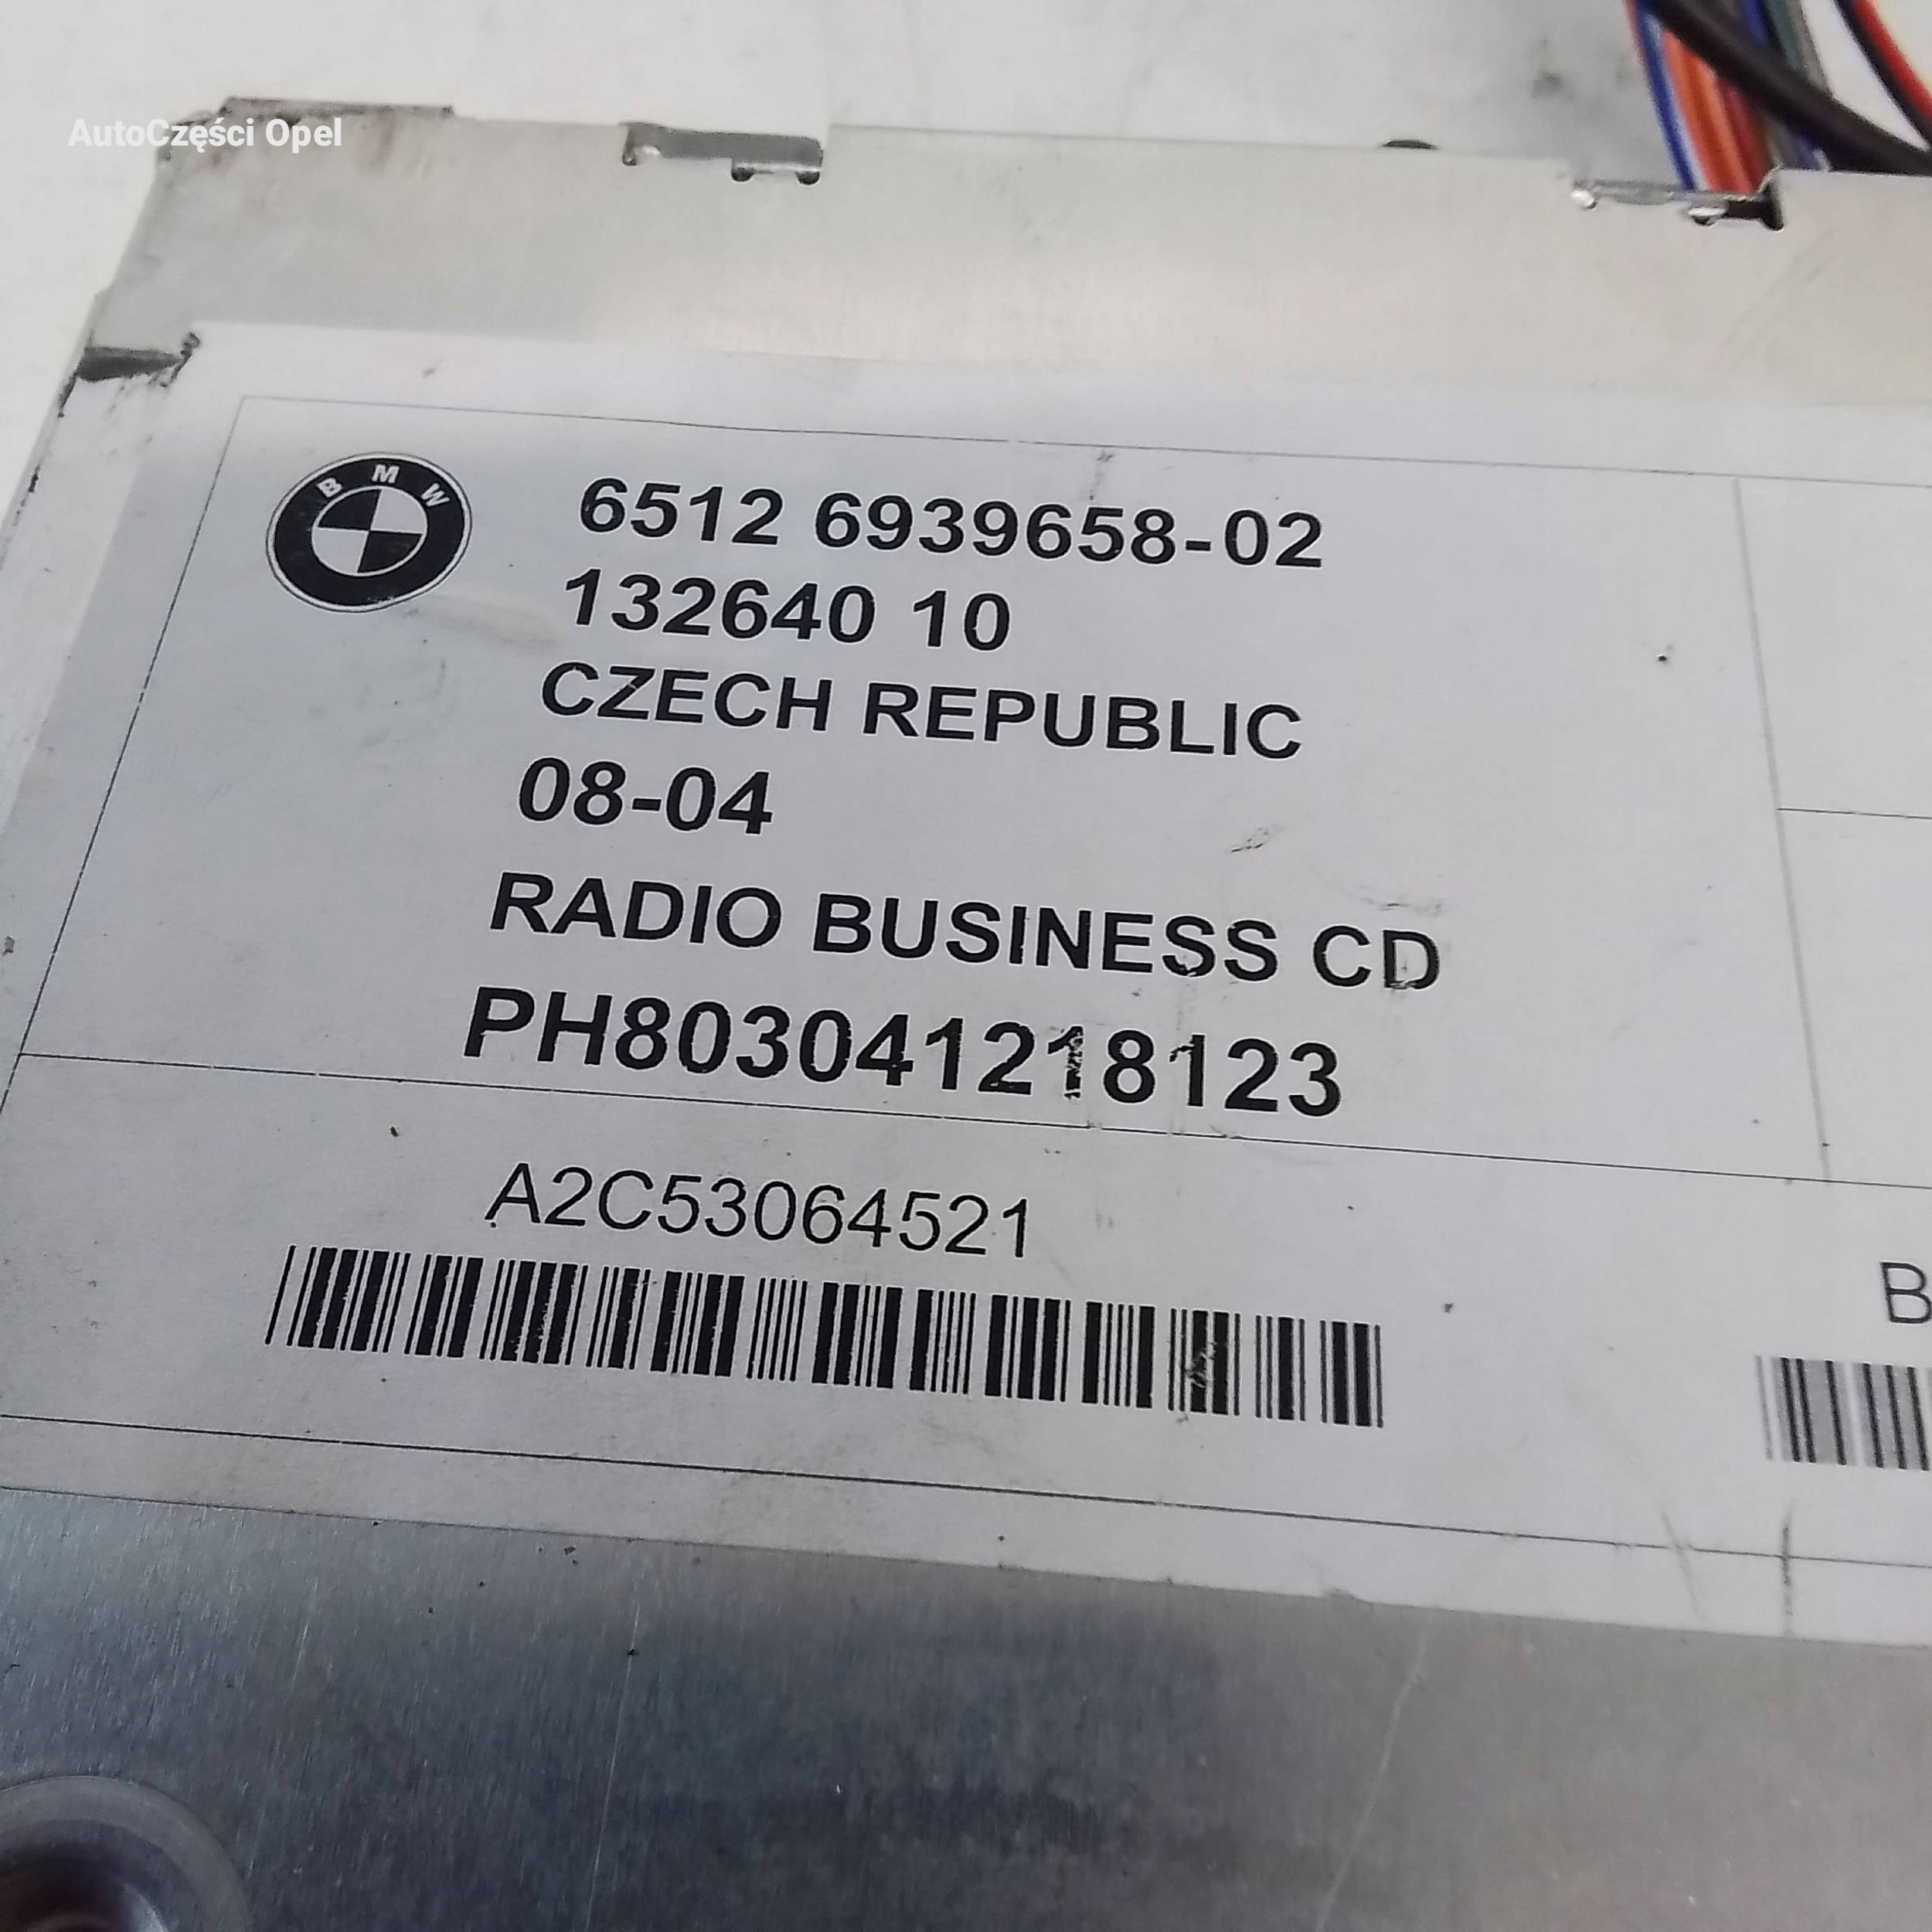 AutoCzęści Opel
BMW
6512 6939658-02
132640 10
CZECH REPUBLIC
08-04
RADIO BUSINESS CD
PH803041218123
A2C53064521
B